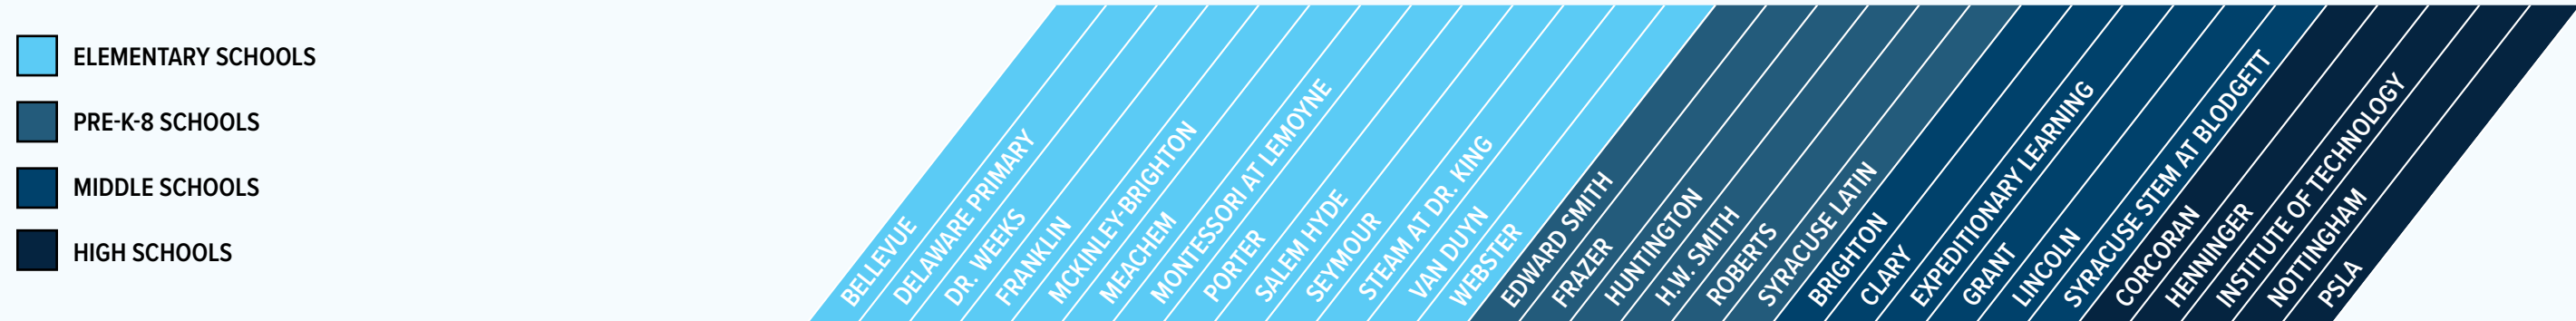 ELEMENTARY SCHOOLS
PRE-K-8 SCHOOLS
MIDDLE SCHOOLS
HIGH SCHOOLS
BELLEVUE
DELAWARE PRIMARY
DR. WEEKS
FRANKLIN
MCKINLEY-BRIGHTON
MEACHEM
MONTESSORI AT LEMOYNE
PORTER
SALEM HYDE
SEYMOUR
STEAM AT DR. KING
VAN DUYN
WEBSTER
EDWARD SMITH
FRAZER
HUNTINGTON
H.W. SMITH
ROBERTS
SYRACUSE LATIN
BRIGHTON
CLARY
EXPEDITIONARY LEARNING
GRANT
LINCOLN
SYRACUSE STEM AT BLODGETT
CORCORAN
HENNINGER
INSTITUTE OF TECHNOLOGY
NOTTINGHAM
PSLA